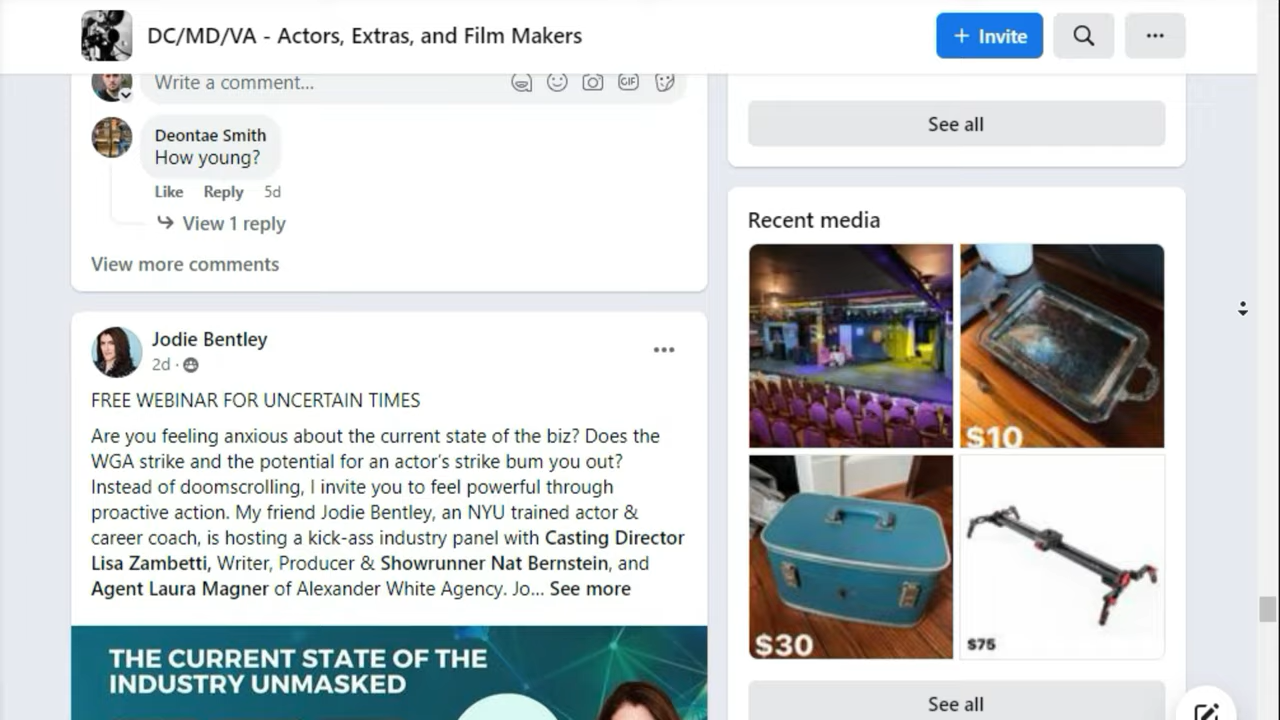 DC/MD/VA - Actors, Extras, and Film Makers
+ Invite
Write a comment...
GIF
Deontae Smith
How young?
Like Reply 5d
View 1 reply
View more comments
Jodie Bentley
2d ·
FREE WEBINAR FOR UNCERTAIN TIMES
Are you feeling anxious about the current state of the biz? Does the
WGA strike and the potential for an actor's strike bum you out?
Instead of doomscrolling, I invite you to feel powerful through
proactive action. My friend Jodie Bentley, an NYU trained actor &
career coach, is hosting a kick-ass industry panel with Casting Director
Lisa Zambetti, Writer, Producer & Showrunner Nat Bernstein, and
Agent Laura Magner of Alexander White Agency. Jo... See more
THE CURRENT STATE OF THE
INDUSTRY UNMASKED
See all
Recent media
$10
$30
$75
See all